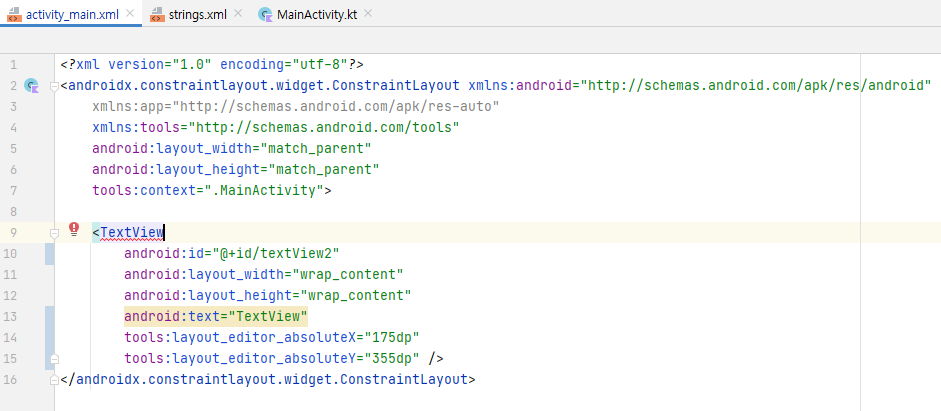 activity_main.xml strings.xml MainActivity.kt
1 <?xml version="1.0" encoding="utf-8"?>
2 <androidx.constraintlayout.widget.ConstraintLayout xmlns:android="http://schemas.android.com/apk/res/android"
3 xmlns:app="http://schemas.android.com/apk/res-auto"
4 xmlns:tools="http://schemas.android.com/tools"
5 android:layout_width="match_parent"
6 android:layout_height="match_parent"
7 tools:context=".MainActivity">
8
9 <TextView
10 android:id="@+id/textView2"
11 android:layout_width="wrap_content"
12 android:layout_height="wrap_content"
13 android:text="TextView"
14 tools:layout_editor_absoluteX="175dp"
15 tools:layout_editor_absoluteY="355dp" />
16 </androidx.constraintlayout.widget.ConstraintLayout>